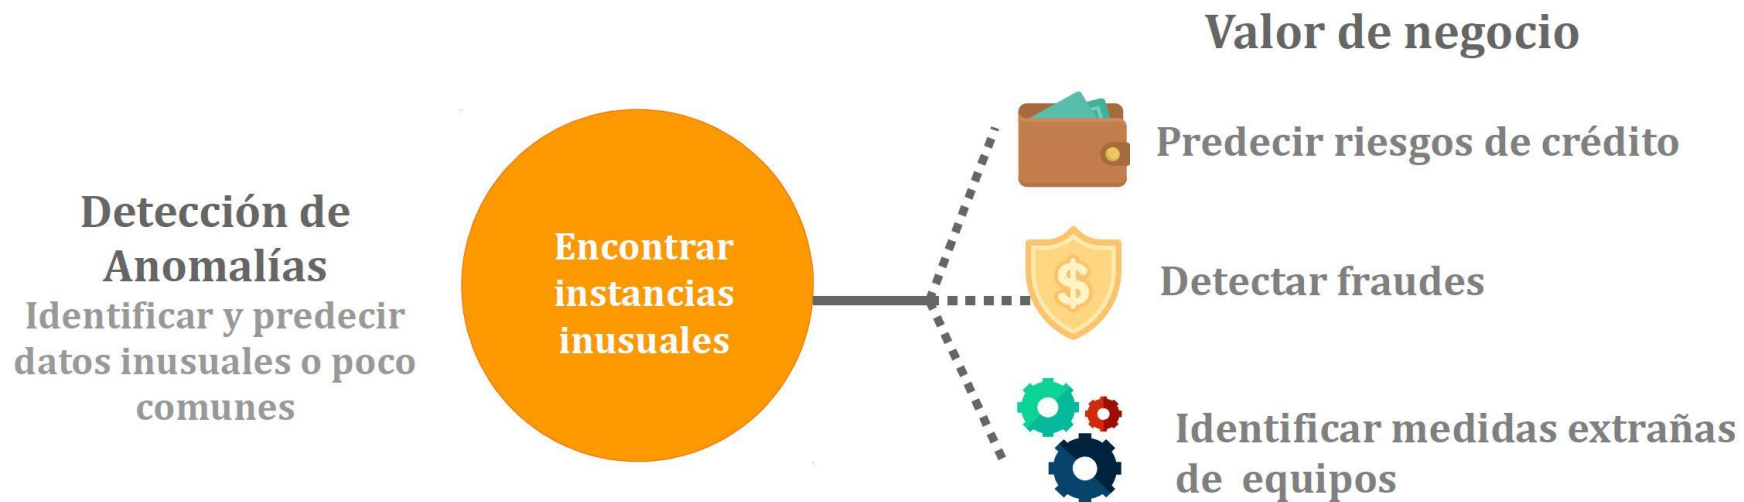 Detección de
Anomalías
Identificar y predecir
datos inusuales o poco
comunes
Encontrar
instancias
inusuales
Valor de negocio
Predecir riesgos de crédito
Detectar fraudes
$
Identificar medidas extrañas
de equipos